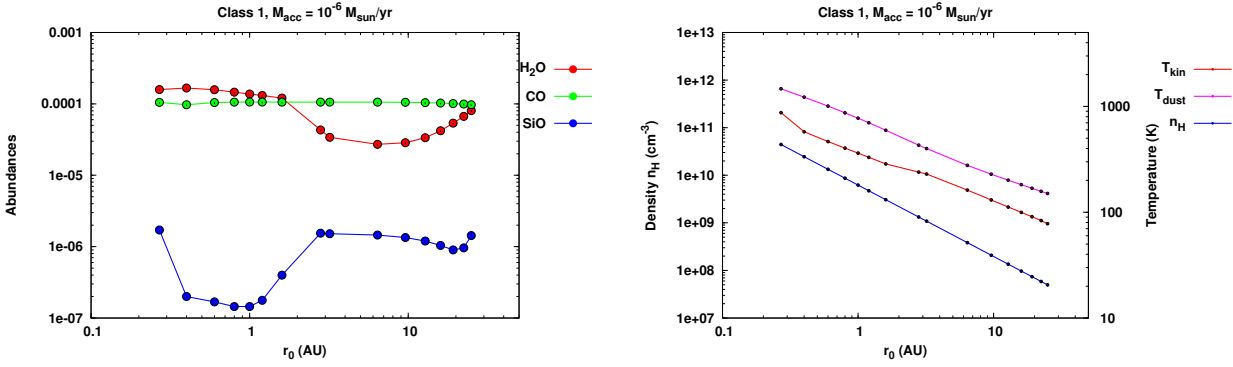 Class 1, M_acc = 10^-6 M_sun/yr
0.001
0.0001
1e-05
1e-06
1e-07
Abundances
0.1
1
10
r_0 (AU)
H_2O
CO
SiO
Class 1, M_acc = 10^-6 M_sun/yr
1e+13
1e+12
1e+11
1e+10
1e+09
1e+08
1e+07
Density n_H (cm^-3)
0.1
1
10
r_0 (AU)
1000
100
10
Temperature (K)
T_kin
T_dust
n_H